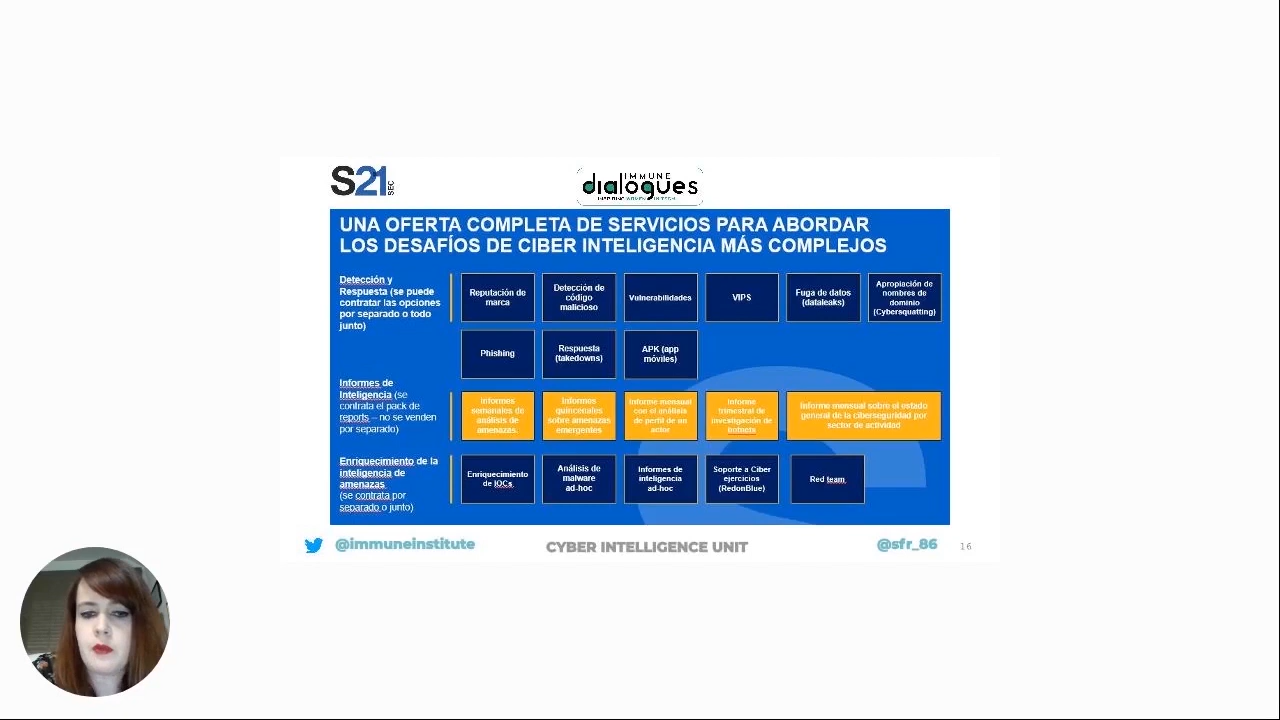 S21
SEC
IMMUNE
dialogues
UNA OFERTA COMPLETA DE SERVICIOS PARA ABORDAR
LOS DESAFÍOS DE CIBER INTELIGENCIA MÁS COMPLEJOS
Detección y
Respuesta (se puede
contratar las opciones
por separado o todo
junto)
Reputación de
marca
Detección de
código
malicioso
Vulnerabilidades
VIPS
Fuga de datos
(dataleaks)
Apropiación de
nombres de
dominio
(Cybersquatting)
Phishing
Respuesta
(takedowns)
APK (app
móviles)
Informes de
Inteligencia (se
contrata el pack de
reports – no se venden
por separado)
Informes
semanales de
análisis de
amenazas.
Informes
quincenales
sobre amenazas
emergentes
Informe mensual
con el análisis
de perfil de un
actor
Informe
trimestral de
investigación de
botnets
Informe mensual sobre el estado
general de la ciberseguridad por
sector de actividad
Enriquecimiento de la
inteligencia de
amenazas
(se contrata por
separado o junto)
Enriquecimiento
de IOCs
Análisis de
malware
ad-hoc
Informes de
inteligencia
ad-hoc
Soporte a Ciber
ejercicios
(RedonBlue)
Red team
@immuneinstitute
CYBER INTELLIGENCE UNIT
@sfr_86
16